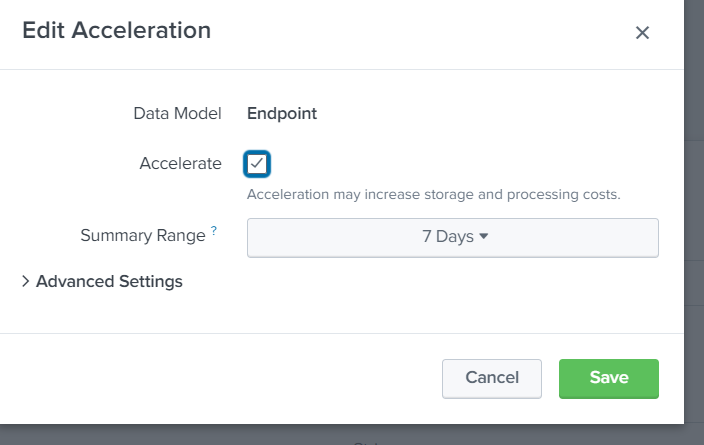 Edit Acceleration
Data Model Endpoint
Accelerate
Acceleration may increase storage and processing costs.
Summary Range ? 7 Days
Advanced Settings
Cancel Save